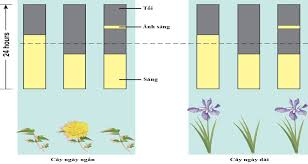 Tối
Ánh sáng
24 hours
Sáng
Cây ngày ngắn
Cây ngày dài